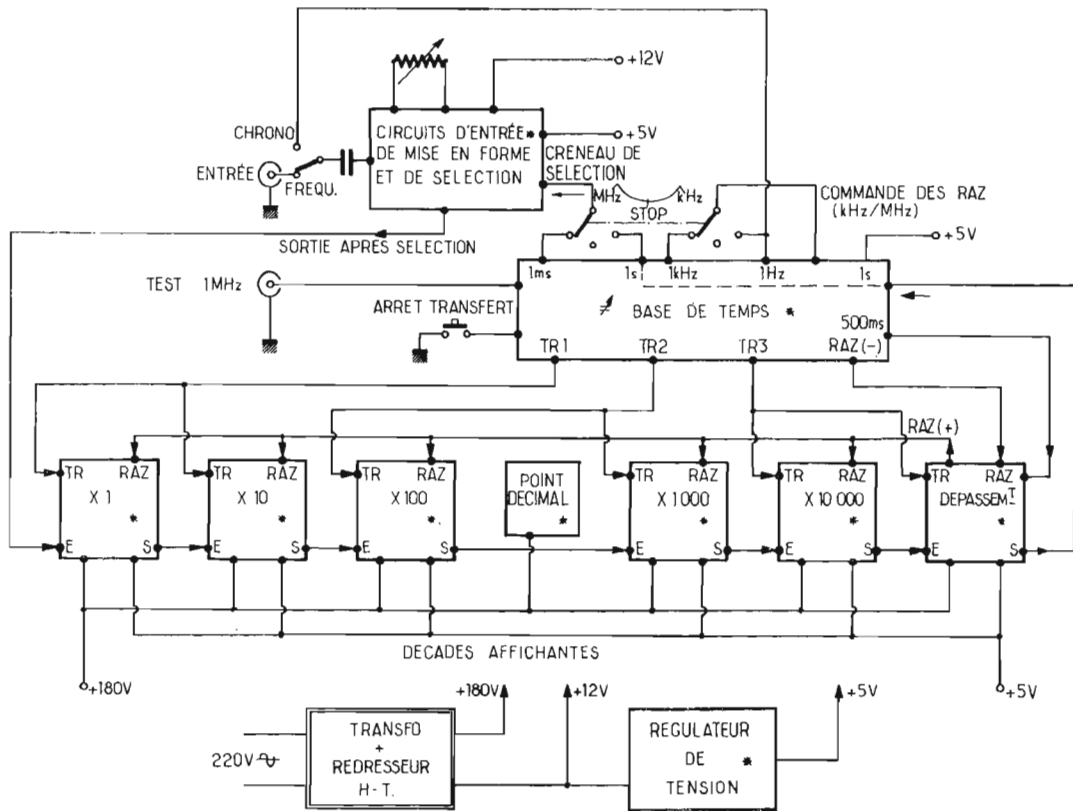 +12V
CHRONO
CIRCUITS D'ENTRÉE *
DE MISE EN FORME
ET DE SELECTION
+5V
CRENEAU DE
SELECTION
ENTRÉE
FREQU.
MHz
kHz
STOP
COMMANDE DES RAZ
(kHz/MHz)
SORTIE APRÈS SELECTION
+5V
TEST 1MHz
1ms
1s
1kHz
1Hz
1s
ARRET TRANSFERT
≠ BASE DE TEMPS *
500ms
TR1
TR2
TR3
RAZ(-)
RAZ(+)
TR RAZ
X 1
*
E S
TR RAZ
X 10
*
E S
TR RAZ
X 100
*
E S
POINT
DECIMAL
*
TR RAZ
X 1000
*
E S
TR RAZ
X 10 000
*
E S
TR RAZ
DEPASSEMT
E S
DECADES AFFICHANTES
+180V
+180V
+12V
+5V
+5V
220V
TRANSFO
+
REDRESSEUR
H-T.
REGULATEUR
DE *
TENSION